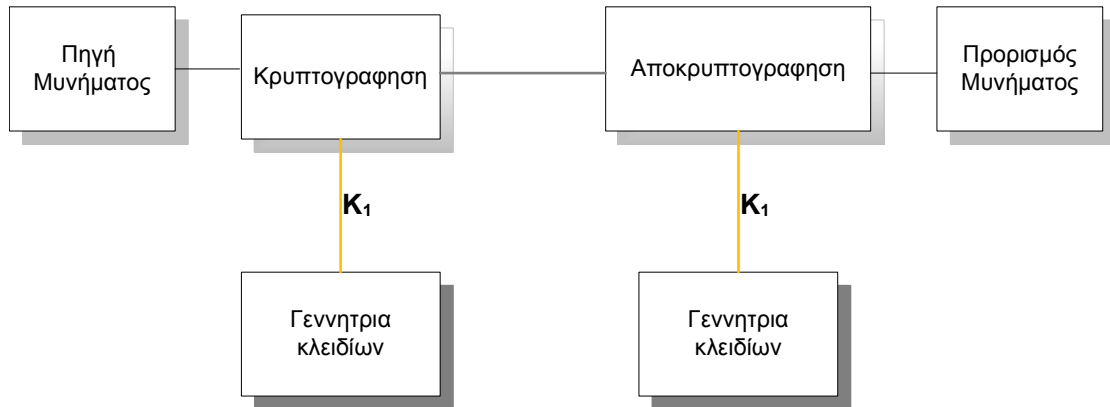 Πηγή
Μυνήματος
Κρυπτογραφηση
Αποκρυπτογραφηση
Προρισμός
Μυνήματος
K₁
K₁
Γεννητρια
κλειδίων
Γεννητρια
κλειδίων